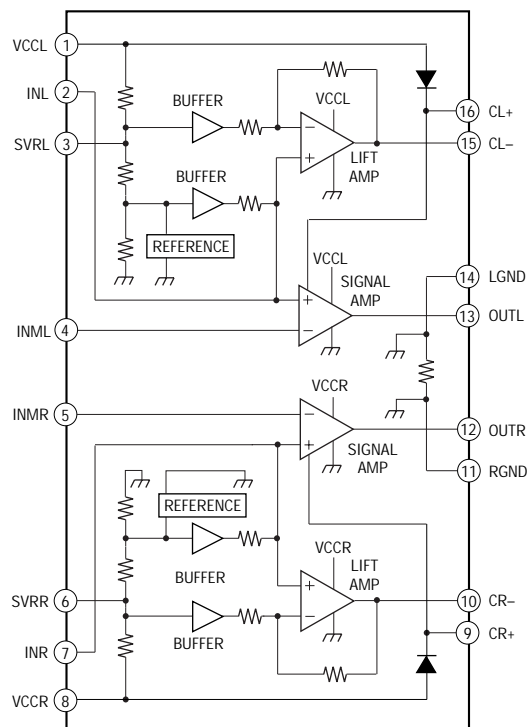 VCCL 1
INL 2
BUFFER
VCCL
16 CL+
SVRL 3
15 CL–
LIFT
AMP
BUFFER
REFERENCE
VCCL
14 LGND
SIGNAL
AMP
13 OUTL
INML 4
VCCR
INMR 5
12 OUTR
SIGNAL
AMP
11 RGND
REFERENCE
VCCR
LIFT
AMP
BUFFER
SVRR 6
10 CR–
BUFFER
9 CR+
INR 7
VCCR 8